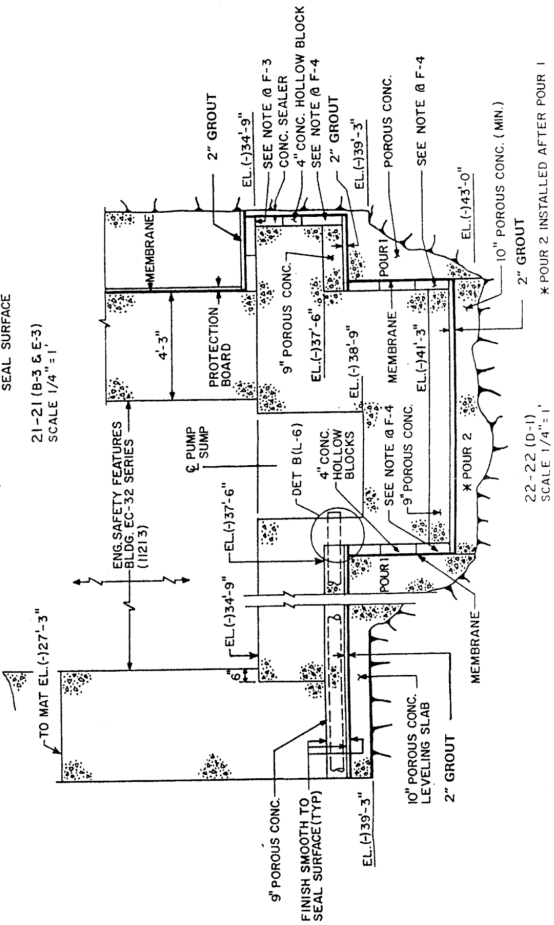 SEAL SURFACE
21-21 (B-3 & E-3)
SCALE 1/4"=1'
TO MAT EL.(-)27'-3"
ENG. SAFETY FEATURES
BLDG. EC-32 SERIES
(11213)
4'-3"
MEMBRANE
PROTECTION
BOARD
2" GROUT
EL.(-)34'-9"
SEE NOTE @ F-3
CONC. SEALER
4" CONC. HOLLOW BLOCK
SEE NOTE @ F-4
2" GROUT
EL.(-)39'-3"
POROUS CONC.
SEE NOTE @ F-4
℄ PUMP
SUMP
9" POROUS CONC.
EL.(-)37'-6"
POUR 1
EL.(-)38'-9"
MEMBRANE
EL.(-)41'-3"
EL.(-)43'-0"
10" POROUS CONC. (MIN.)
2" GROUT
6"
EL.(-)34'-9"
EL.(-)37'-6"
DET B(L-6)
4" CONC.
HOLLOW
BLOCKS
SEE NOTE @ F-4
9" POROUS CONC.
* POUR 2
POUR 1
MEMBRANE
9" POROUS CONC.
FINISH SMOOTH TO
SEAL SURFACE (TYP)
EL.(-)39'-3"
10" POROUS CONC.
LEVELING SLAB
2" GROUT
22-22 (D-1)
SCALE 1/4"=1'
* POUR 2 INSTALLED AFTER POUR 1